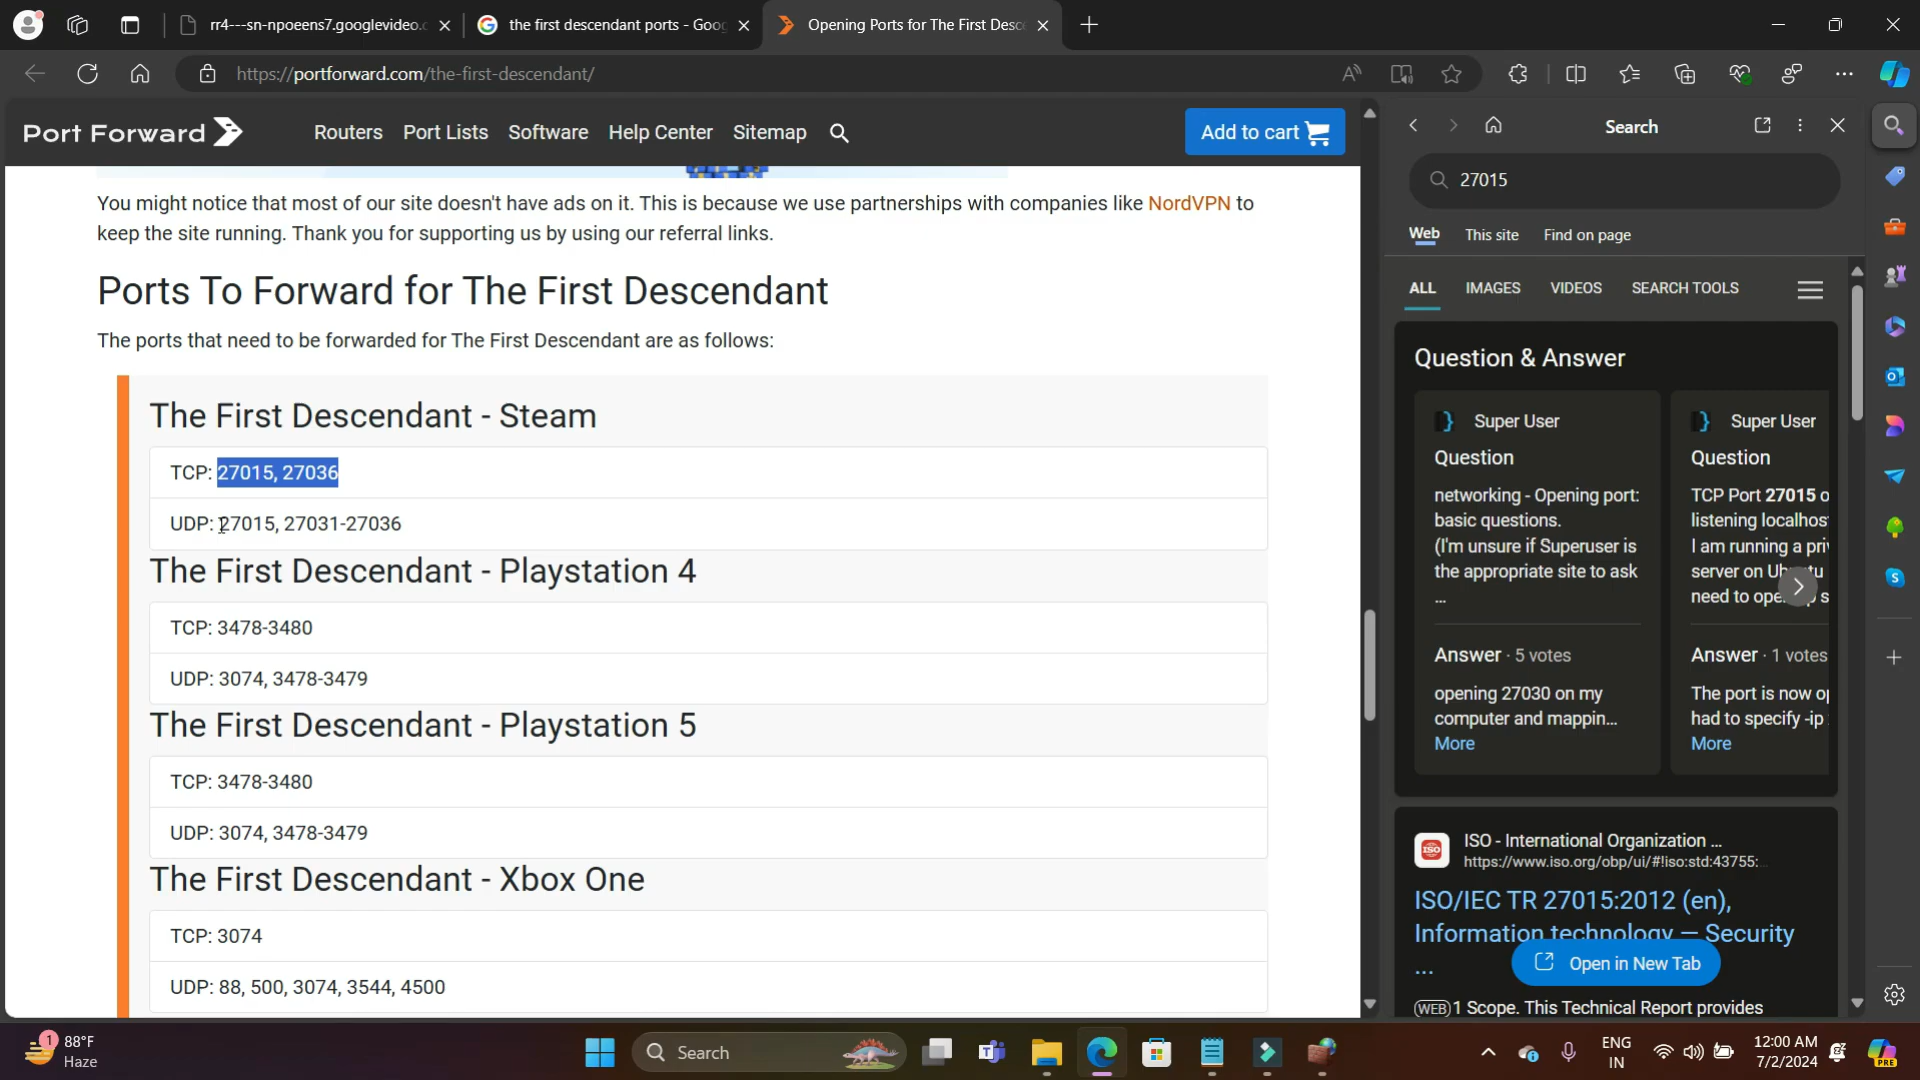 rr4---sn-npoeens7.googlevideo.c
the first descendant ports - Goog
Opening Ports for The First Desce
https://portforward.com/the-first-descendant/
Port Forward
Routers Port Lists Software Help Center Sitemap
Add to cart
You might notice that most of our site doesn't have ads on it. This is because we use partnerships with companies like NordVPN to
keep the site running. Thank you for supporting us by using our referral links.
Ports To Forward for The First Descendant
The ports that need to be forwarded for The First Descendant are as follows:
The First Descendant - Steam
TCP: 27015, 27036
UDP: 27015, 27031-27036
The First Descendant - Playstation 4
TCP: 3478-3480
UDP: 3074, 3478-3479
The First Descendant - Playstation 5
TCP: 3478-3480
UDP: 3074, 3478-3479
The First Descendant - Xbox One
TCP: 3074
UDP: 88, 500, 3074, 3544, 4500
Search
27015
Web This site Find on page
ALL IMAGES VIDEOS SEARCH TOOLS
Question & Answer
Super User
Question
networking - Opening port:
basic questions.
(I'm unsure if Superuser is
the appropriate site to ask
...
Answer · 5 votes
opening 27030 on my
computer and mappin...
More
Super User
Question
TCP Port 27015 o
listening localhos
I am running a pri
server on Ub tu
need to ope s
Answer · 1 votes
The port is now o
had to specify -ip
More
ISO - International Organization ...
https://www.iso.org/obp/ui/#!iso:std:43755:...
ISO/IEC TR 27015:2012 (en),
Information technology — Security
...
Open in New Tab
WEB 1 Scope. This Technical Report provides
1
88°F
Haze
Search
ENG
IN
12:00 AM
7/2/2024
PRE